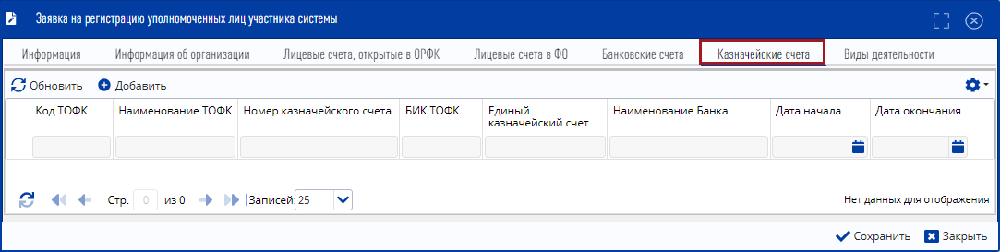 Заявка на регистрацию уполномоченных лиц участника системы
Информация Информация об организации Лицевые счета, открытые в ОРФК Лицевые счета в ФО Банковские счета Казначейские счета Виды деятельности
Обновить Добавить
Код ТОФК Наименование ТОФК Номер казначейского счета БИК ТОФК Единый казначейский счет Наименование Банка Дата начала Дата окончания
Стр. 0 из 0 Записей: 25 Нет данных для отображения
Сохранить Закрыть